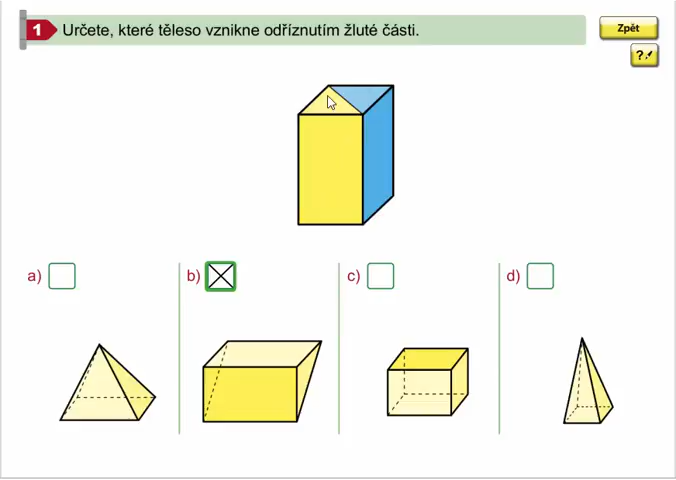 1 Určete, které těleso vznikne odříznutím žluté části.
Zpět
?
a)
b)
c)
d)